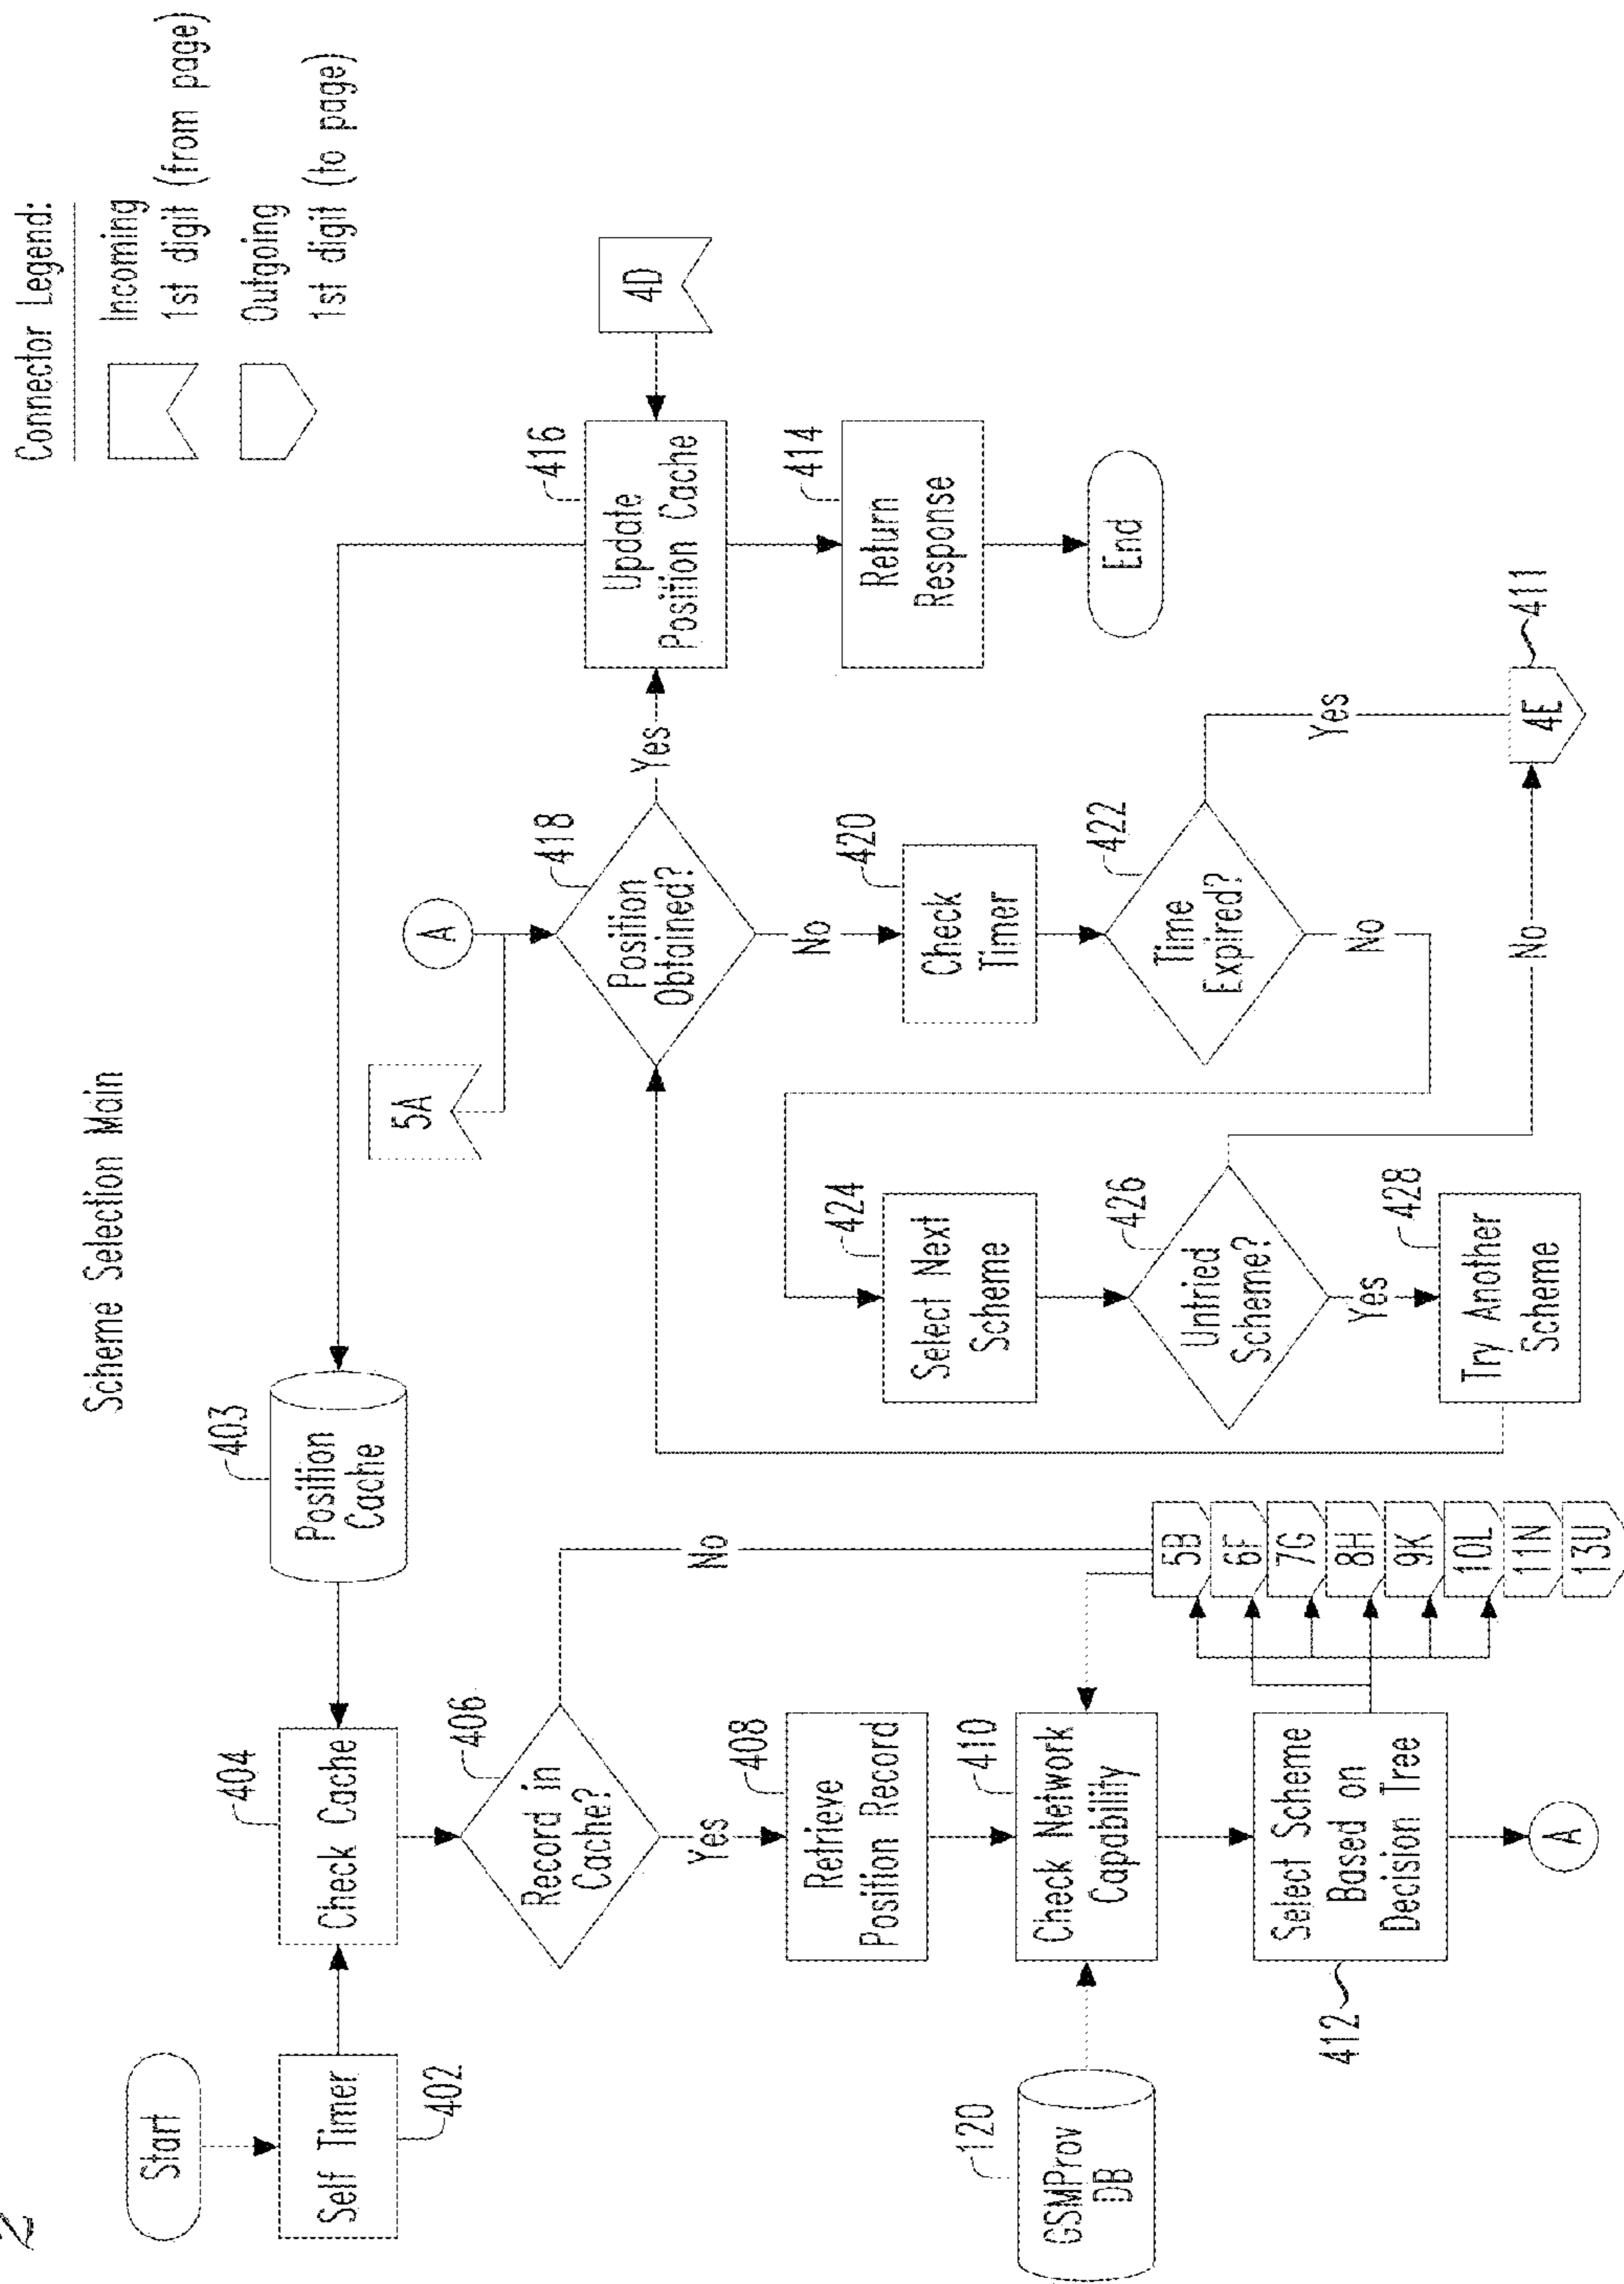 2
Scheme Selection Main
Connector Legend:
Incoming
1st digit (from page)
Outgoing
1st digit (to page)
Start
Self Timer
402
404
Check Cache
403
Position
Cache
406
Record in
Cache?
No
Yes
408
Retrieve
Position Record
120
GSMProv
DB
410
Check Network
Capability
412
Select Scheme
Based on
Decision Tree
A
5B
6F
7G
8H
9K
10L
11N
13U
5A
A
418
Position
Obtained?
Yes
No
416
Update
Position Cache
4D
414
Return
Response
End
420
Check
Timer
422
Time
Expired?
Yes
No
424
Select Next
Scheme
426
Untried
Scheme?
No
Yes
428
Try Another
Scheme
4E
411